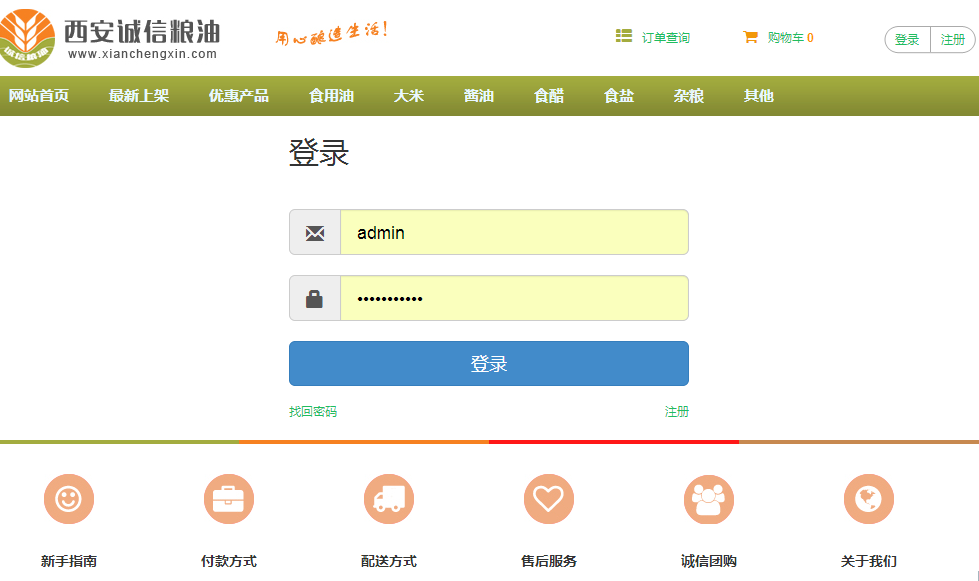 西安诚信粮油
www.xianchengxin.com
诚信粮油
用心酿造生活!
订单查询
购物车 0
登录 注册
网站首页 最新上架 优惠产品 食用油 大米 酱油 食醋 食盐 杂粮 其他
登录
admin
•••••••••••
登录
找回密码 注册
新手指南 付款方式 配送方式 售后服务 诚信团购 关于我们